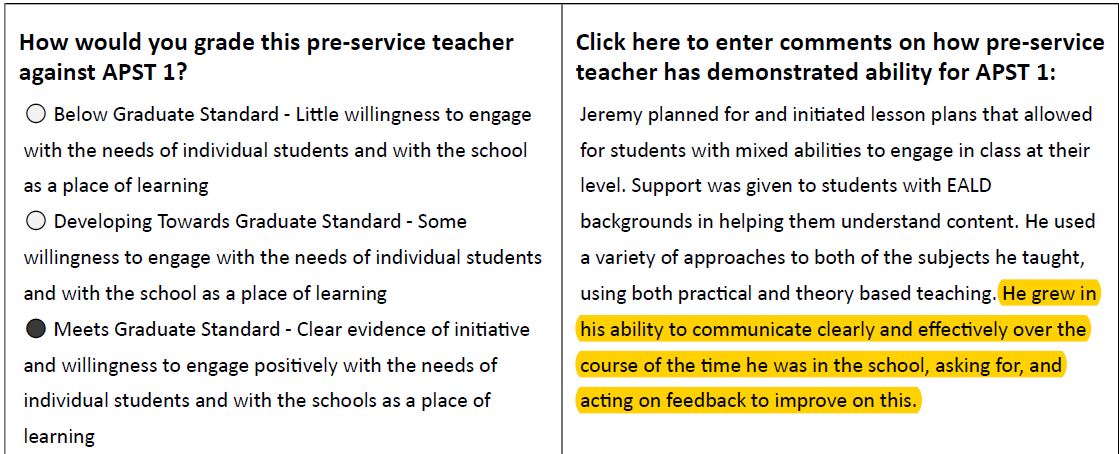 How would you grade this pre-service teacher
against APST 1?
Below Graduate Standard - Little willingness to engage
with the needs of individual students and with the school
as a place of learning
Developing Towards Graduate Standard - Some
willingness to engage with the needs of individual students
and with the school as a place of learning
Meets Graduate Standard - Clear evidence of initiative
and willingness to engage positively with the needs of
individual students and with the schools as a place of
learning
Click here to enter comments on how pre-service
teacher has demonstrated ability for APST 1:
Jeremy planned for and initiated lesson plans that allowed
for students with mixed abilities to engage in class at their
level. Support was given to students with EALD
backgrounds in helping them understand content. He used
a variety of approaches to both of the subjects he taught,
using both practical and theory based teaching. He grew in
his ability to communicate clearly and effectively over the
course of the time he was in the school, asking for, and
acting on feedback to improve on this.